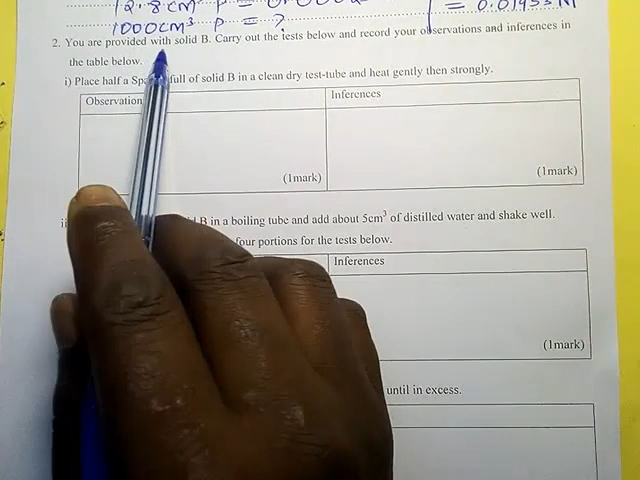 12.8cm³ P =
1000cm³ P = ? = 0.01455 M
2. You are provided with solid B. Carry out the tests below and record your observations and inferences in
the table below.
i) Place half a full of solid B in a clean dry test-tube and heat gently then strongly.
Observation Inferences
(1mark) (1mark)
B in a boiling tube and add about 5cm³ of distilled water and shake well.
four portions for the tests below.
Inferences
(1mark)
until in excess.